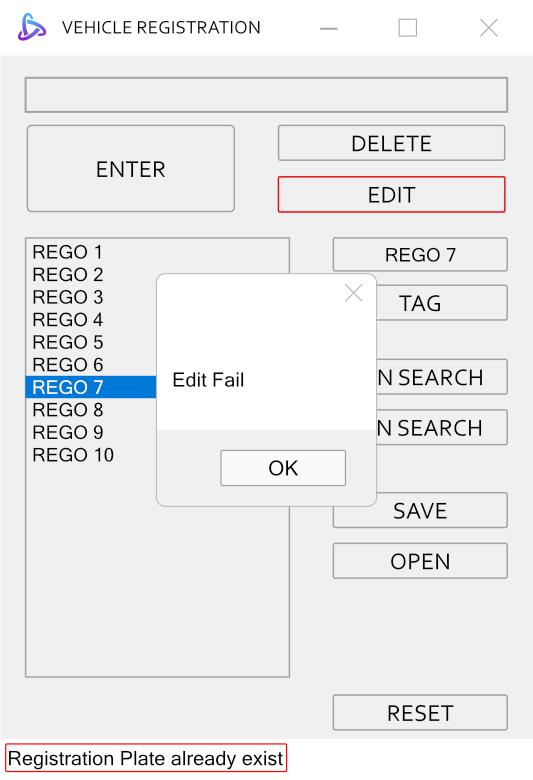 VEHICLE REGISTRATION
ENTER
DELETE
EDIT
REGO 1
REGO 2
REGO 3
REGO 4
REGO 5
REGO 6
REGO 7
REGO 8
REGO 9
REGO 10
REGO 7
TAG
N SEARCH
N SEARCH
Edit Fail
OK
SAVE
OPEN
RESET
Registration Plate already exist